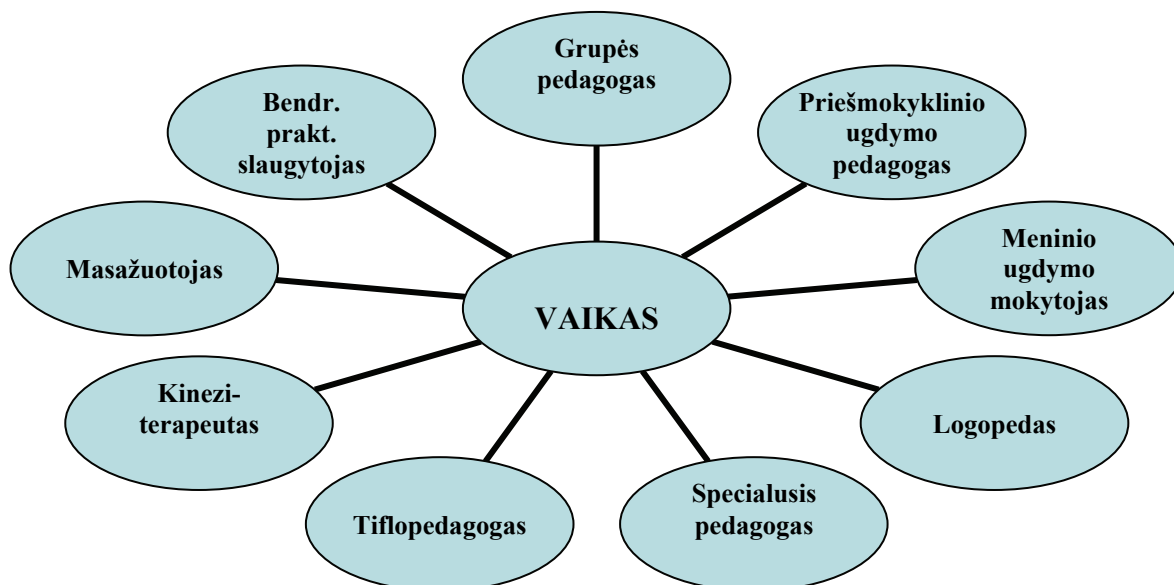 Grupės
pedagogas
Bendr.
prakt.
slaugytojas
Priešmokyklinio
ugdymo
pedagogas
Masažuotojas
Meninio
ugdymo
mokytojas
VAIKAS
Kinezi-
terapeutas
Logopedas
Tiflopedagogas
Specialusis
pedagogas